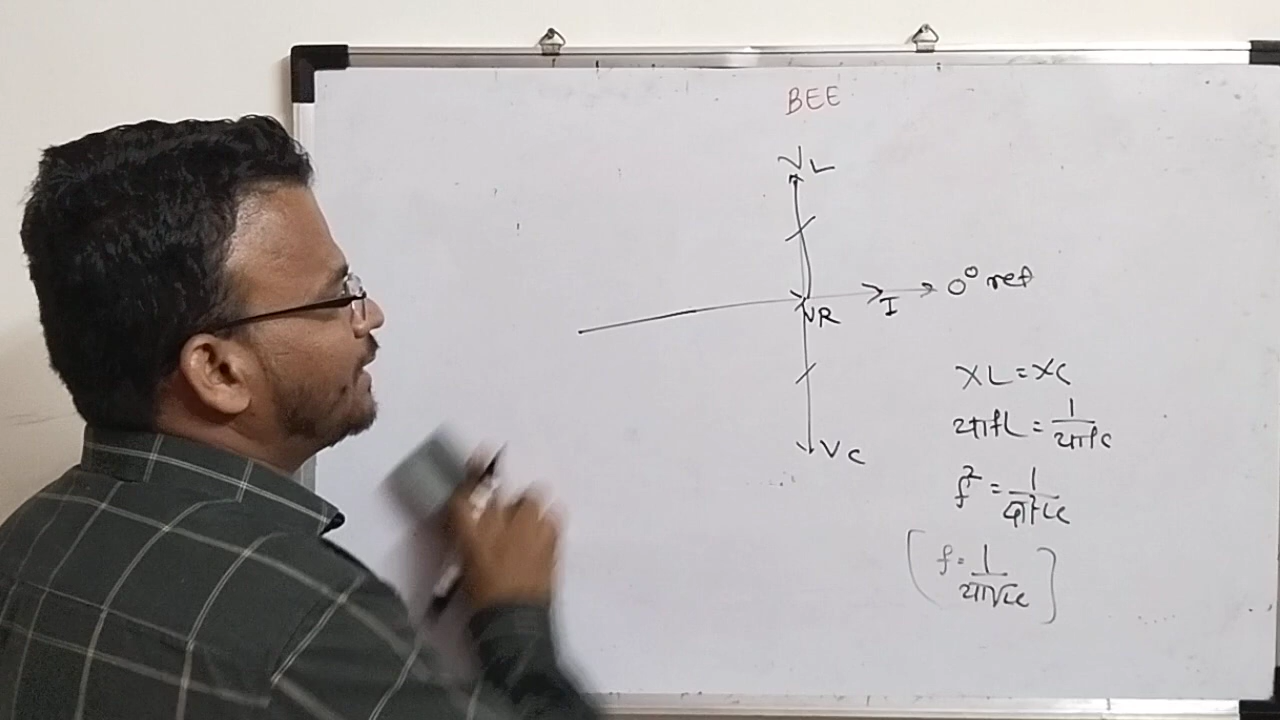 BEE
VL
0° ref
I
VR
XL = XC
2πfL = 1/2πfC
VC
f² = 1/4π²LC
f = 1/2π√LC